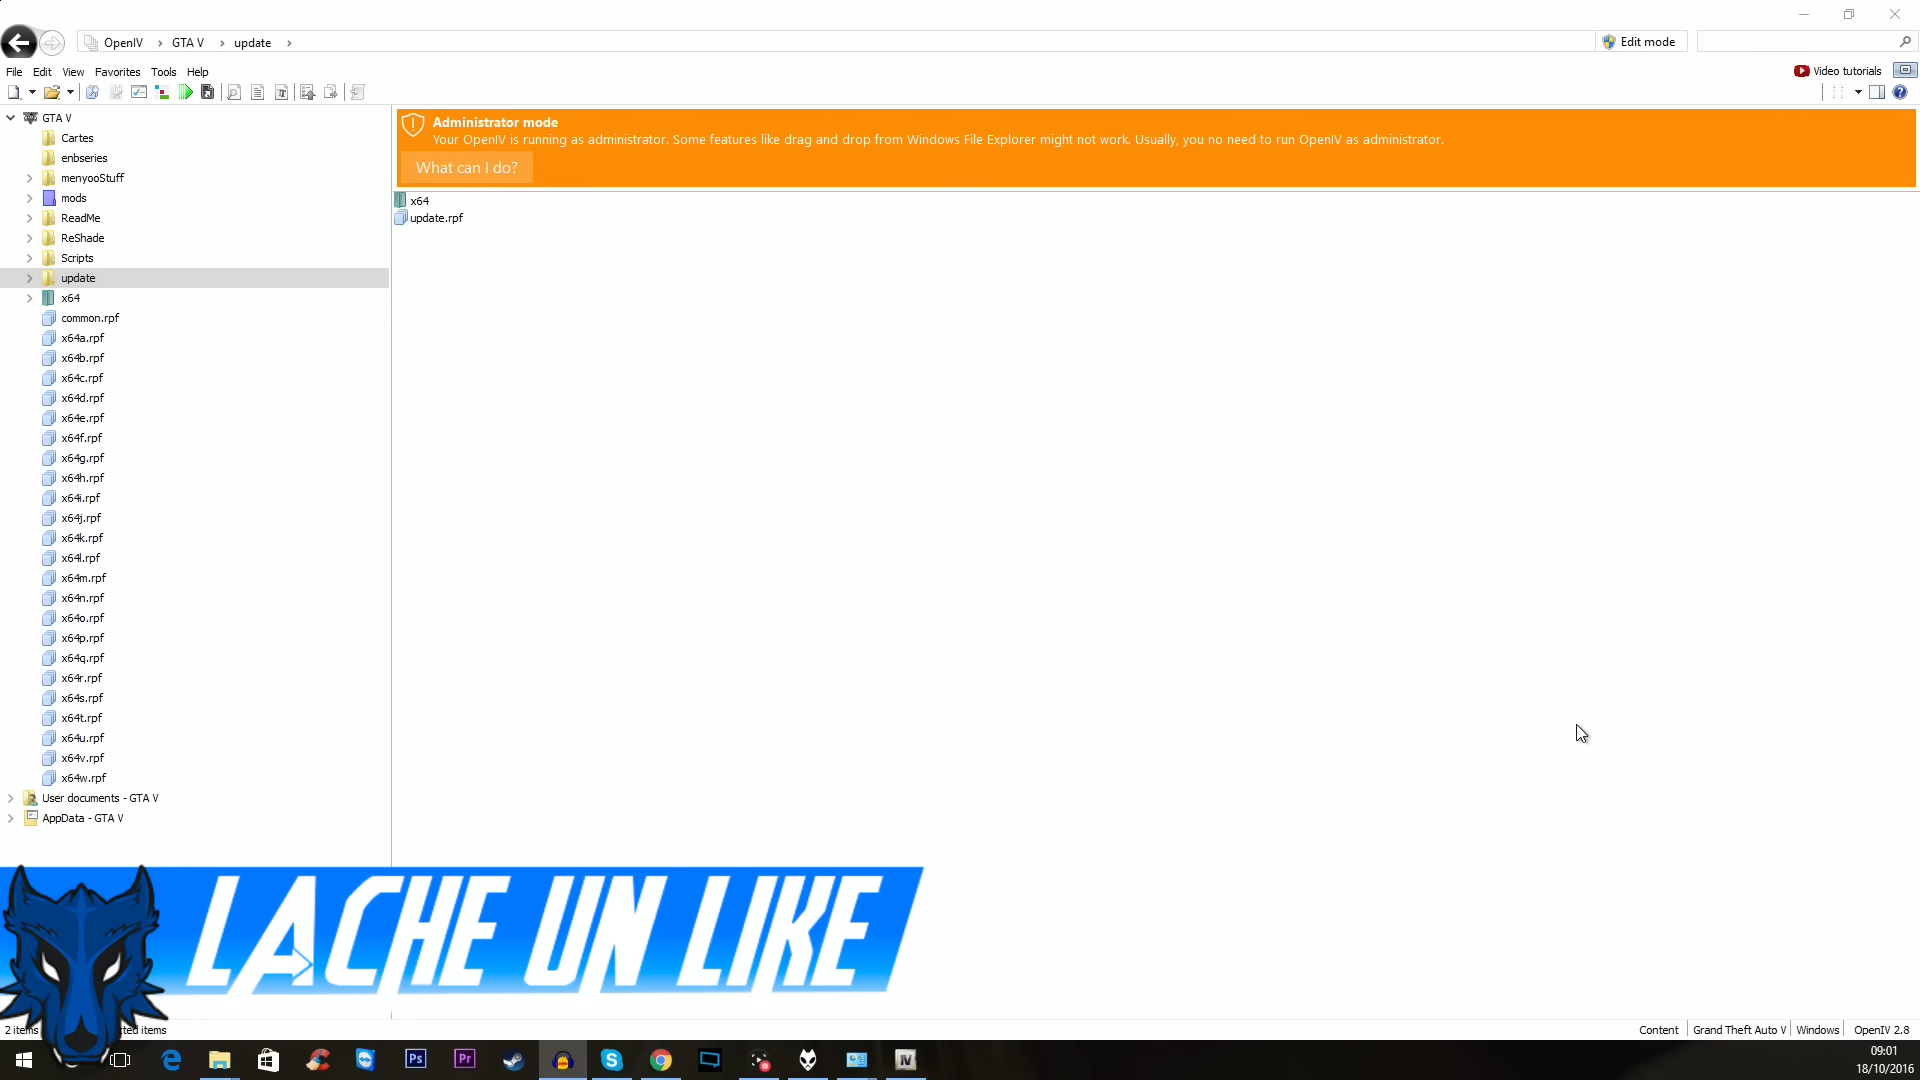 OpenIV > GTA V > update >
Edit mode
File Edit View Favorites Tools Help
Video tutorials
GTA V
Cartes
enbseries
menyooStuff
mods
ReadMe
ReShade
Scripts
update
x64
common.rpf
x64a.rpf
x64b.rpf
x64c.rpf
x64d.rpf
x64e.rpf
x64f.rpf
x64g.rpf
x64h.rpf
x64i.rpf
x64j.rpf
x64k.rpf
x64l.rpf
x64m.rpf
x64n.rpf
x64o.rpf
x64p.rpf
x64q.rpf
x64r.rpf
x64s.rpf
x64t.rpf
x64u.rpf
x64v.rpf
x64w.rpf
User documents - GTA V
AppData - GTA V
Administrator mode
Your OpenIV is running as administrator. Some features like drag and drop from Windows File Explorer might not work. Usually, you no need to run OpenIV as administrator.
What can I do?
x64
update.rpf
LACHE UN LIKE
2 items
items
Content
Grand Theft Auto V
Windows
OpenIV 2.8
Ps
Pr
IV
09:01
18/10/2016